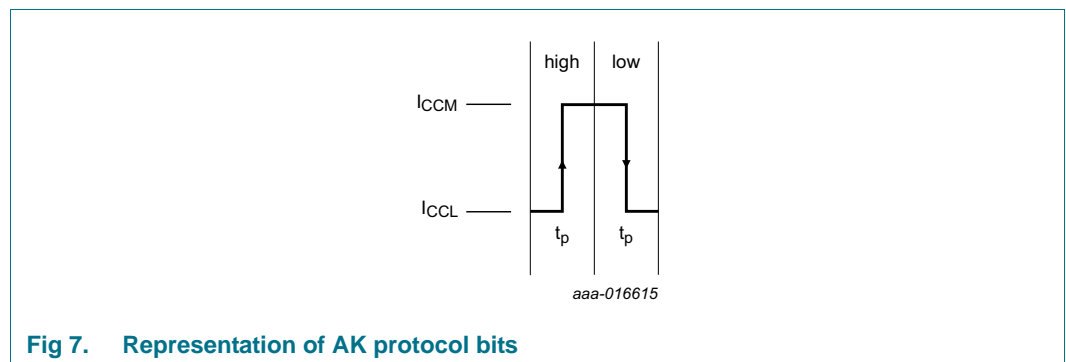 high low
ICCM
ICCL
tp tp
aaa-016615
Fig 7. Representation of AK protocol bits